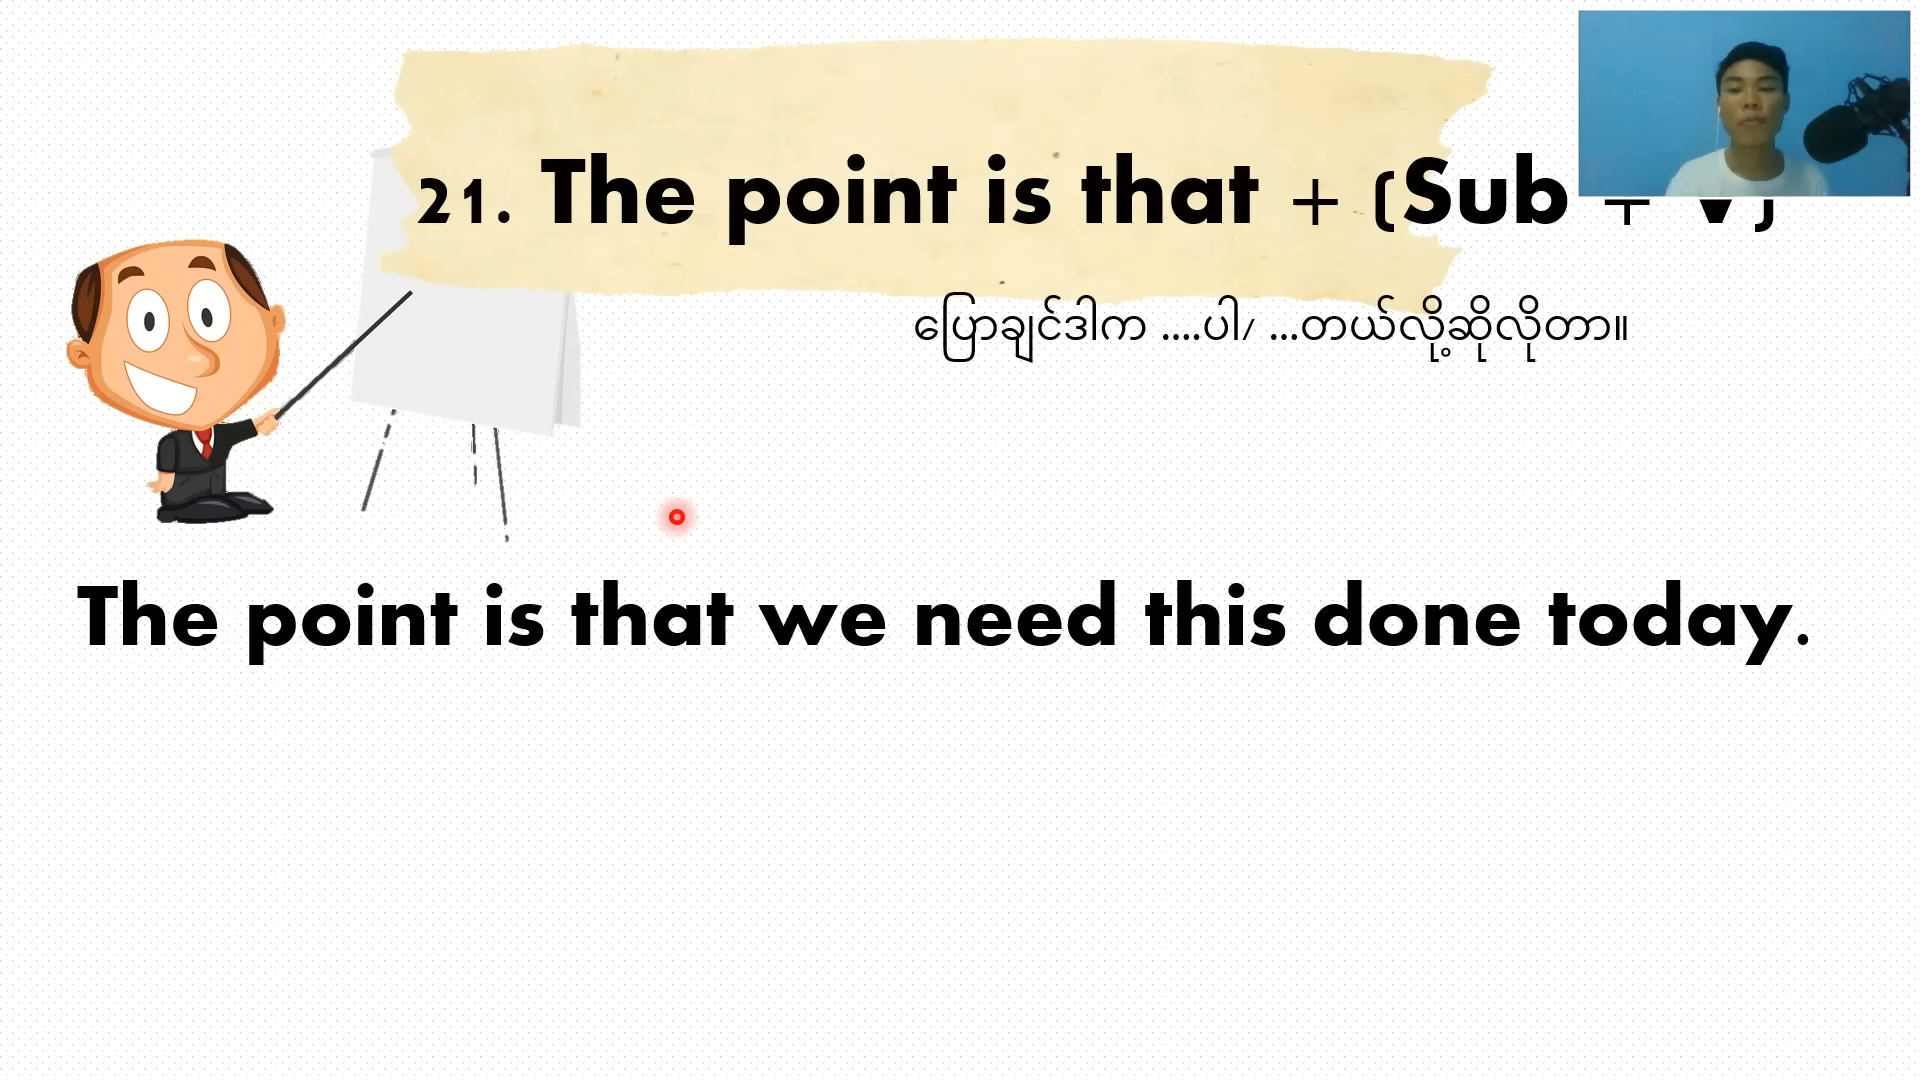 21. The point is that + (Sub + V)
ပြောချင်ဒါက ....ပါ/ ...တယ်လို့ဆိုလိုတာ။
The point is that we need this done today.